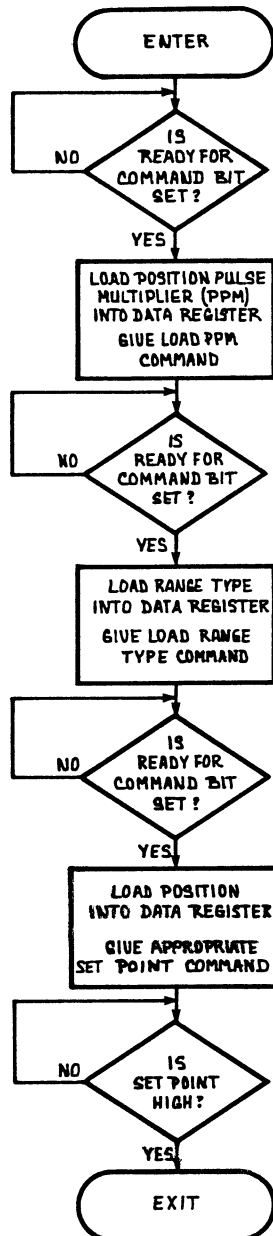 ENTER
IS
READY FOR
COMMAND BIT
SET?
NO
YES
LOAD POSITION PULSE
MULTIPLIER (PPM)
INTO DATA REGISTER
GIVE LOAD PPM
COMMAND
IS
READY FOR
COMMAND BIT
SET?
NO
YES
LOAD RANGE TYPE
INTO DATA REGISTER
GIVE LOAD RANGE
TYPE COMMAND
IS
READY FOR
COMMAND BIT
SET?
NO
YES
LOAD POSITION
INTO DATA REGISTER
GIVE APPROPRIATE
SET POINT COMMAND
IS
SET POINT
HIGH?
NO
YES
EXIT